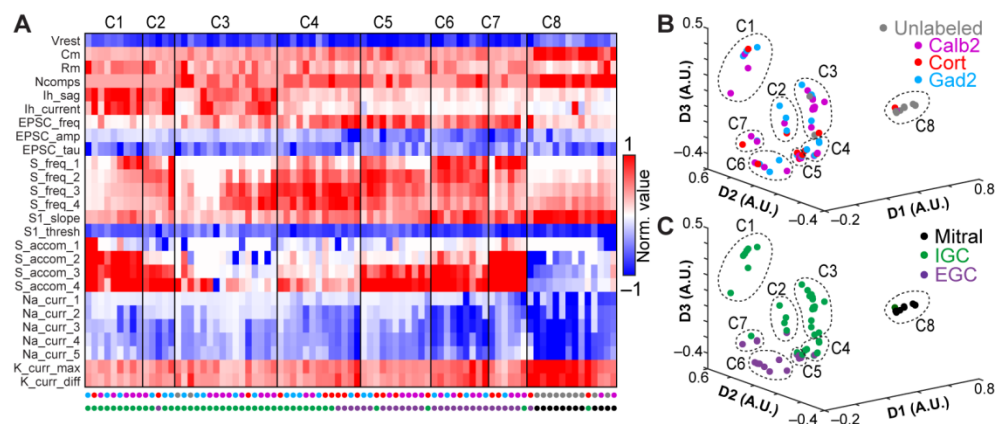 A
C1 C2 C3 C4 C5 C6 C7 C8
Vrest
Cm
Rm
Ncomps
Ih_sag
Ih_current
EPSC_freq
EPSC_amp
EPSC_tau
S_freq_1
S_freq_2
S_freq_3
S_freq_4
S1_slope
S1_thresh
S_accom_1
S_accom_2
S_accom_3
S_accom_4
Na_curr_1
Na_curr_2
Na_curr_3
Na_curr_4
Na_curr_5
K_curr_max
K_curr_diff
1
Norm. value
−1
B
Unlabeled
Calb2
Cort
Gad2
0.5
D3 (A.U.)
−0.4
0.6
D2 (A.U.)
−0.4
−0.2
D1 (A.U.)
0.8
C1
C2
C3
C4
C5
C6
C7
C8
C
Mitral
IGC
EGC
0.5
D3 (A.U.)
−0.4
0.6
D2 (A.U.)
−0.4
−0.2
D1 (A.U.)
0.8
C1
C2
C3
C4
C5
C6
C7
C8